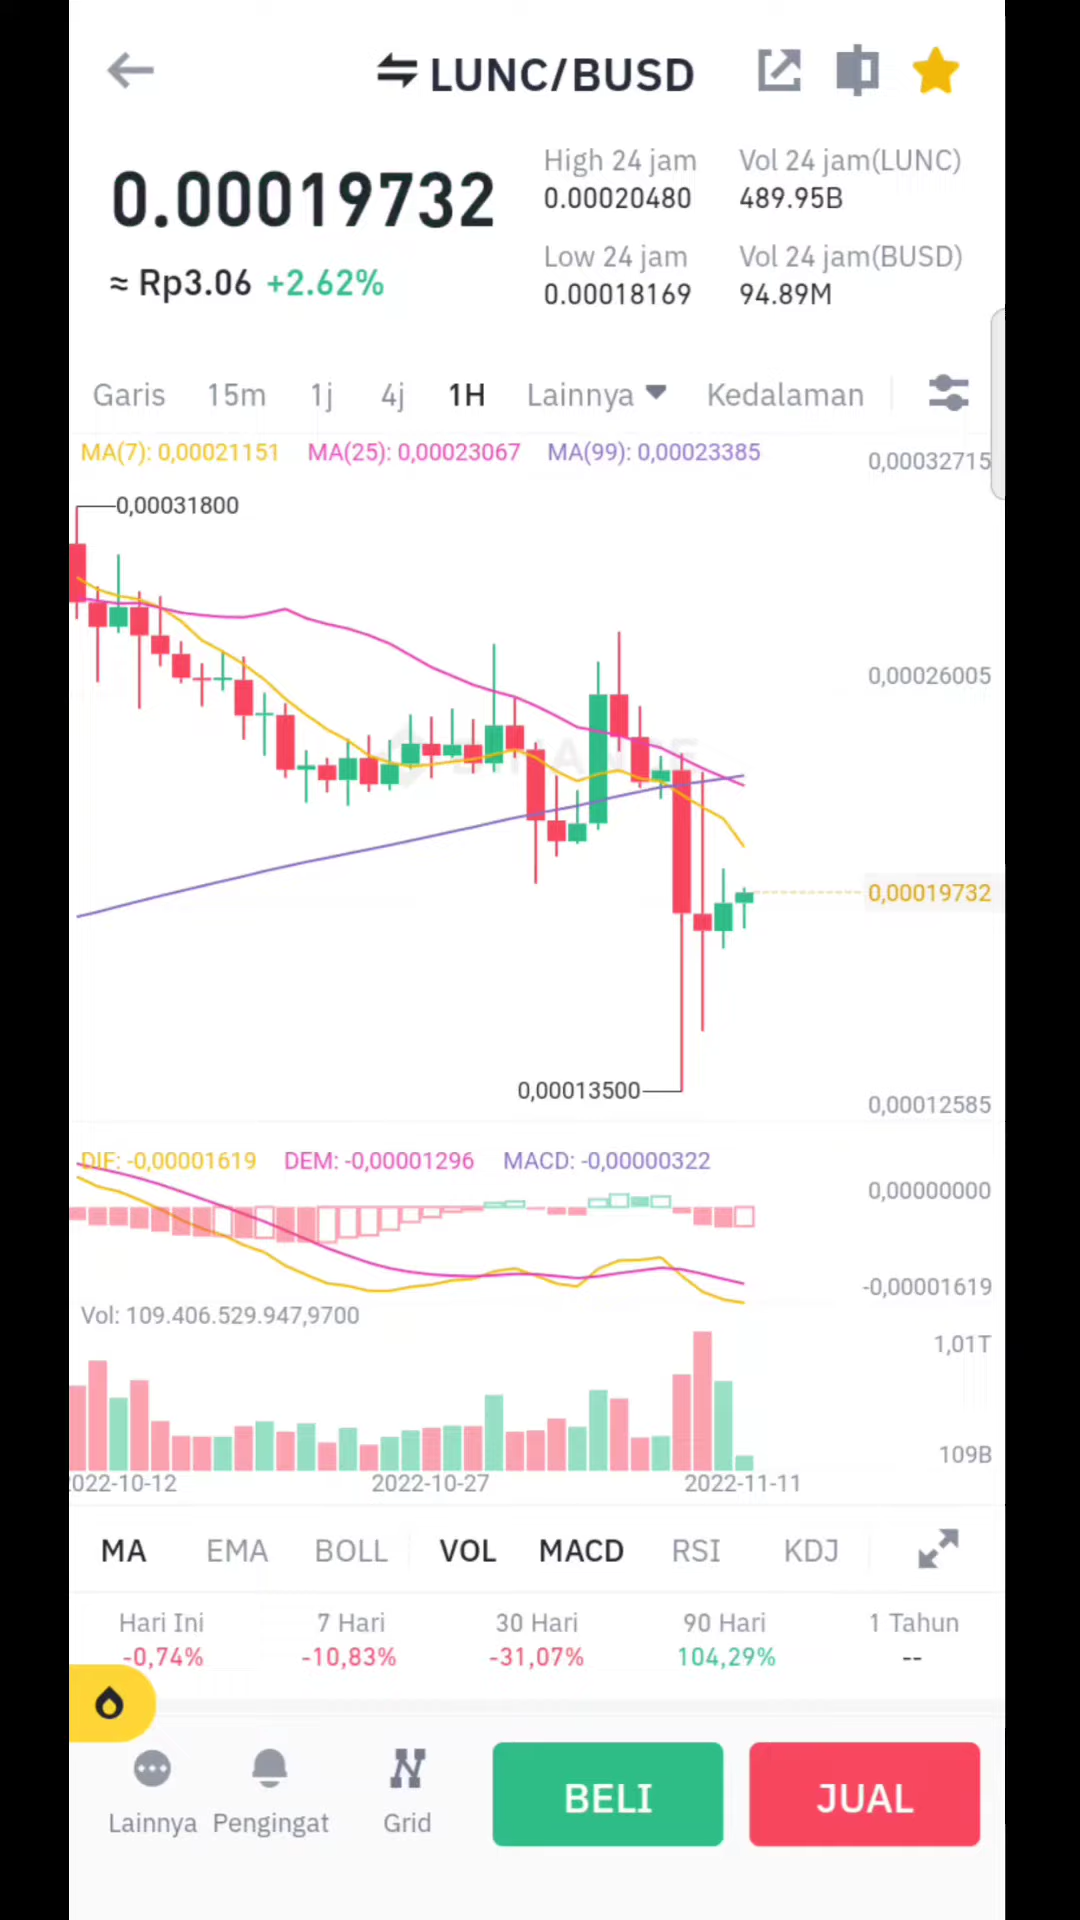 LUNC/BUSD
0.00019732
≈ Rp3.06 +2.62%
High 24 jam
0.00020480
Vol 24 jam(LUNC)
489.95B
Low 24 jam
0.00018169
Vol 24 jam(BUSD)
94.89M
Garis 15m 1j 4j 1H Lainnya Kedalaman
MA(7): 0,00021151 MA(25): 0,00023067 MA(99): 0,00023385
0,00032715
0,00031800
0,00026005
BINANCE
0,00019732
0,00013500
0,00012585
DIF: -0,00001619 DEM: -0,00001296 MACD: -0,00000322
0,00000000
-0,00001619
Vol: 109.406.529.947,9700
1,01T
109B
2022-10-12 2022-10-27 2022-11-11
MA EMA BOLL VOL MACD RSI KDJ
Hari Ini 7 Hari 30 Hari 90 Hari 1 Tahun
-0,74% -10,83% -31,07% 104,29% --
Lainnya Pengingat Grid BELI JUAL